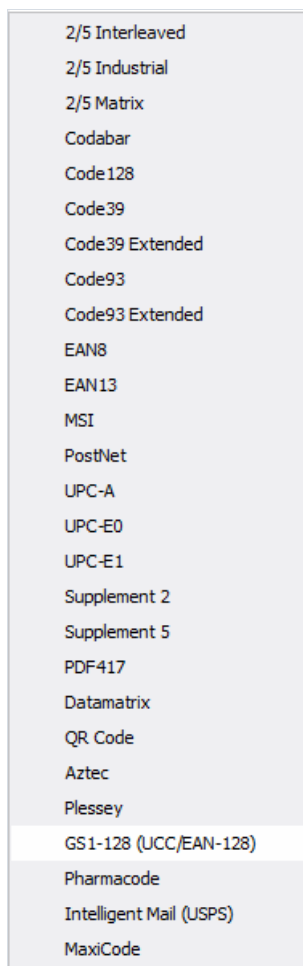 2/5 Interleaved
2/5 Industrial
2/5 Matrix
Codabar
Code128
Code39
Code39 Extended
Code93
Code93 Extended
EAN8
EAN13
MSI
PostNet
UPC-A
UPC-E0
UPC-E1
Supplement 2
Supplement 5
PDF417
Datamatrix
QR Code
Aztec
Plessey
GS1-128 (UCC/EAN-128)
Pharmacode
Intelligent Mail (USPS)
MaxiCode